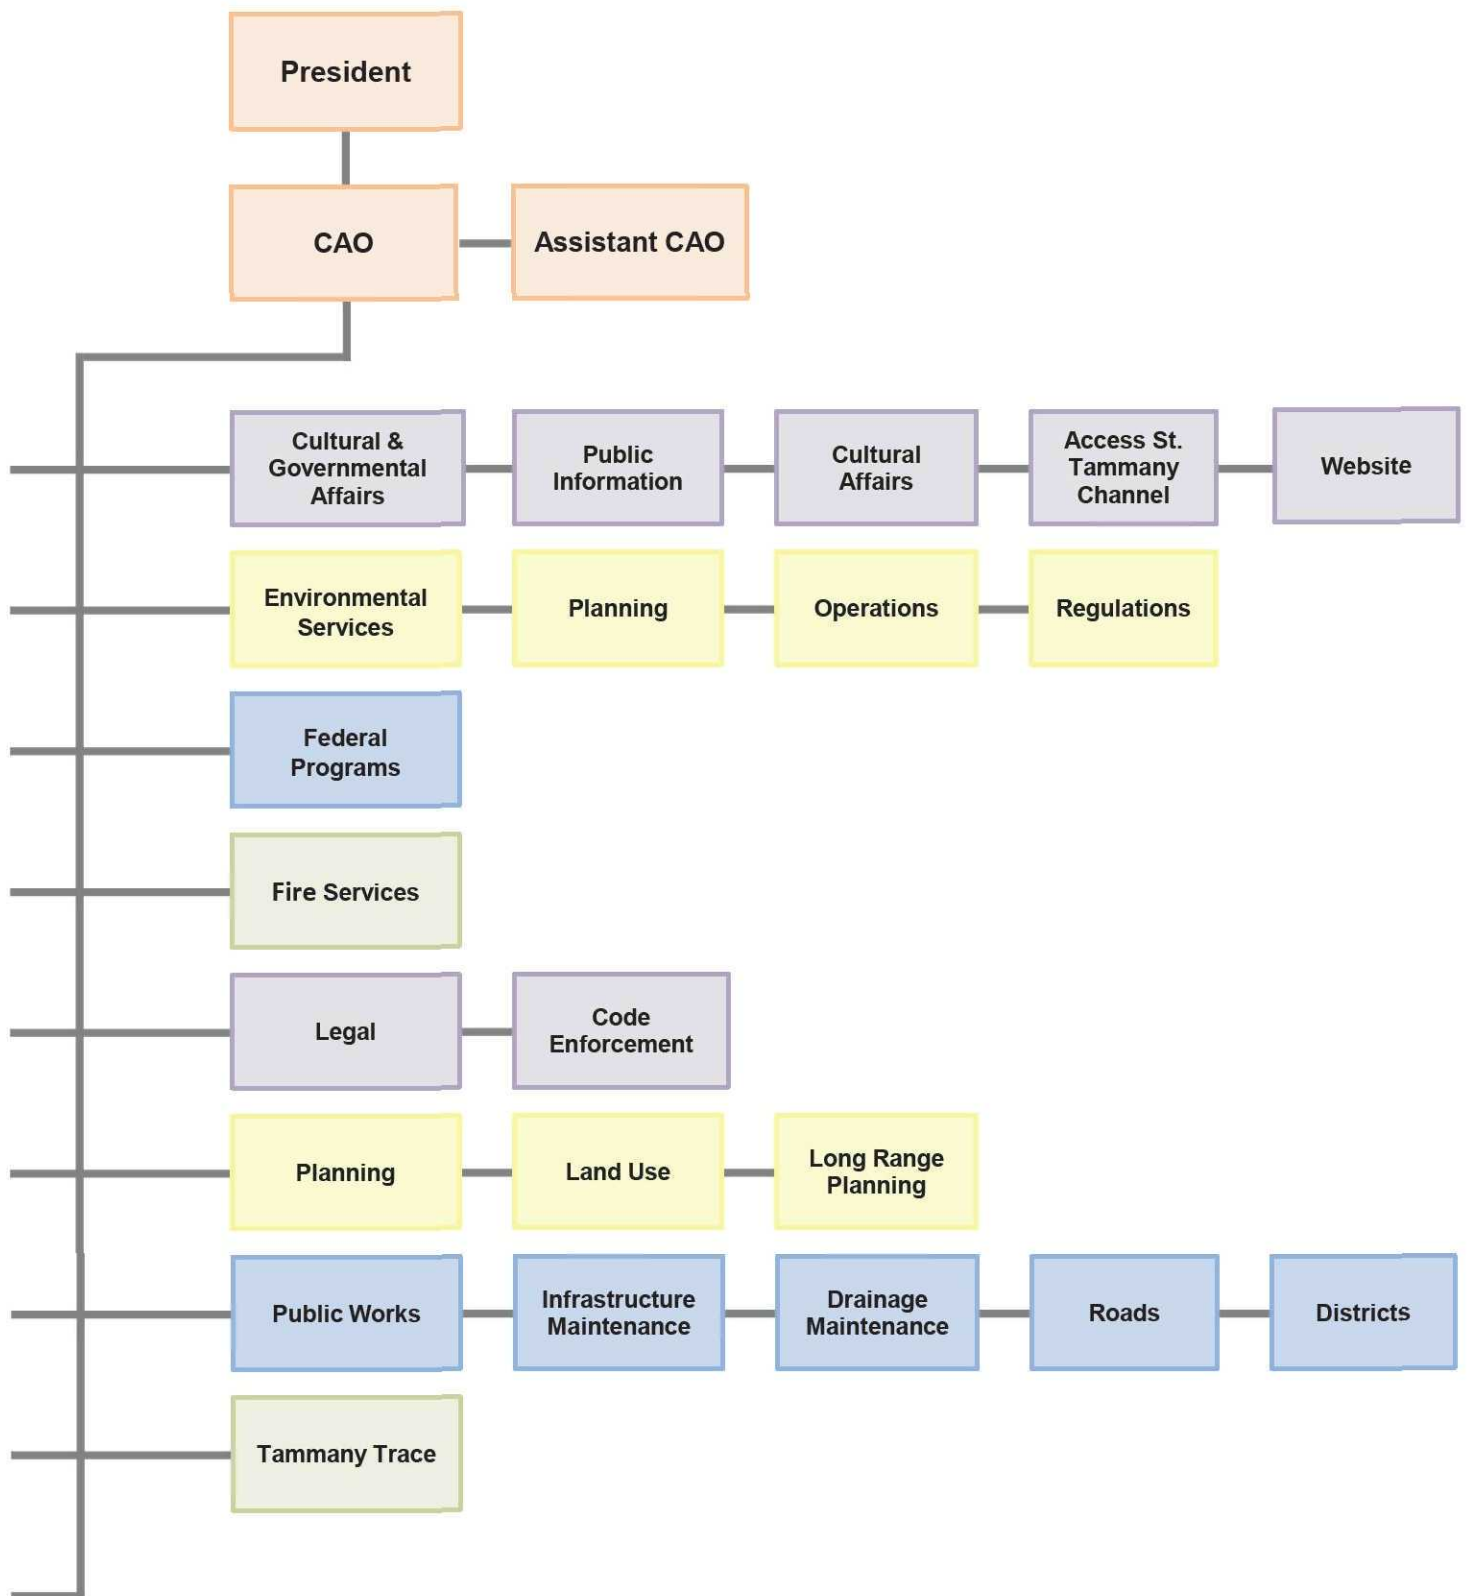 President
CAO
Assistant CAO
Cultural &
Governmental
Affairs
Public
Information
Cultural
Affairs
Access St.
Tammany
Channel
Website
Environmental
Services
Planning
Operations
Regulations
Federal
Programs
Fire Services
Legal
Code
Enforcement
Planning
Land Use
Long Range
Planning
Public Works
Infrastructure
Maintenance
Drainage
Maintenance
Roads
Districts
Tammany Trace